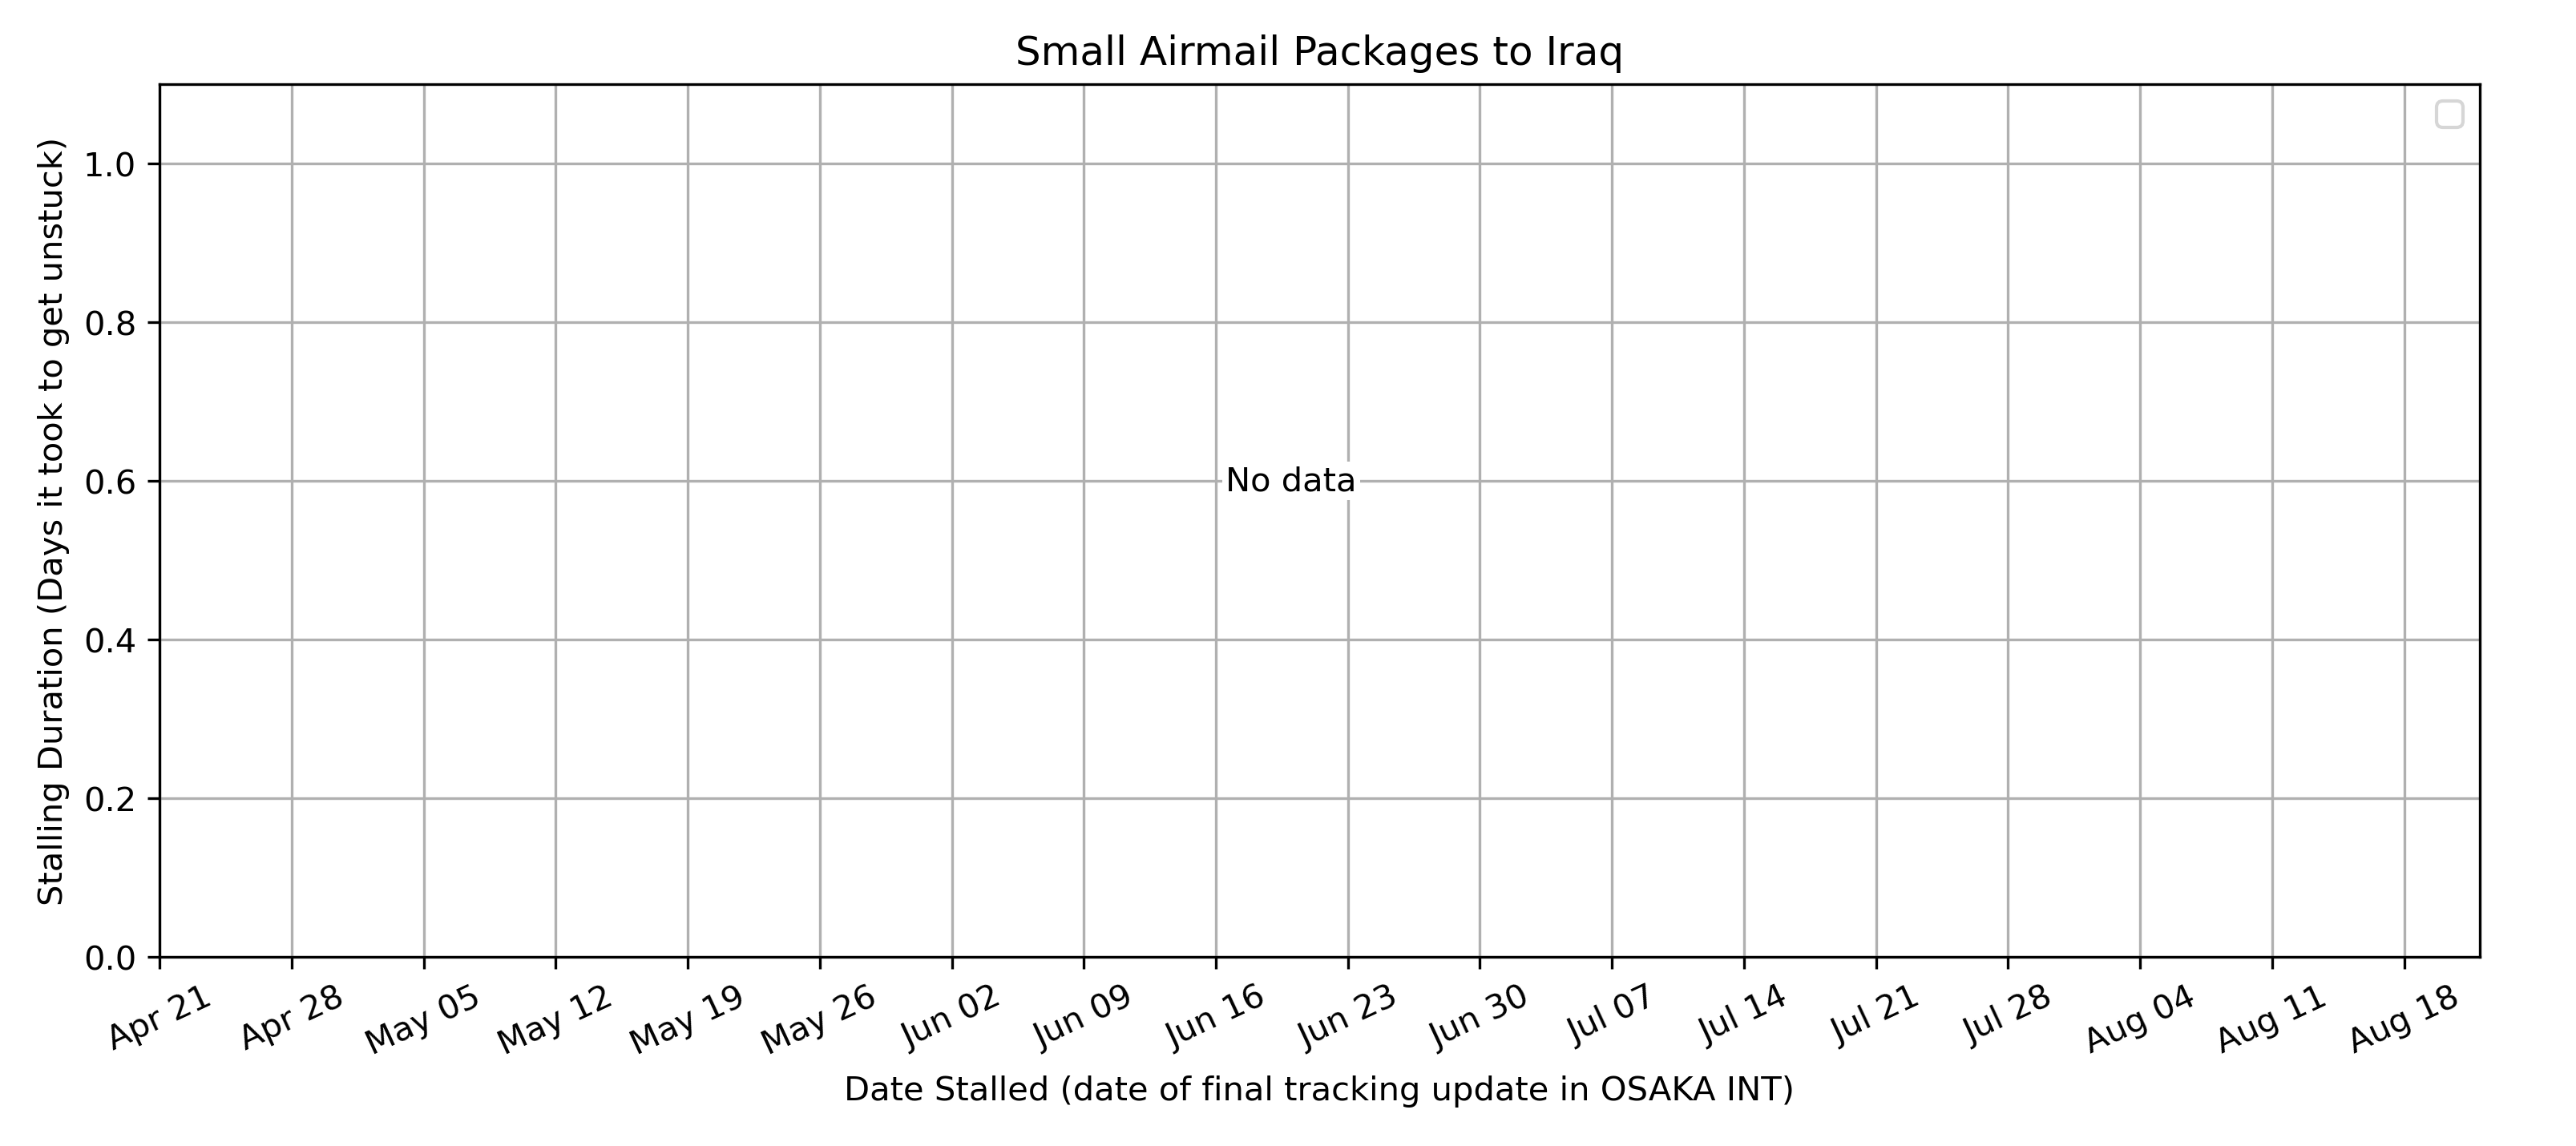 Small Airmail Packages to Iraq
Stalling Duration (Days it took to get unstuck)
1.0
0.8
0.6
0.4
0.2
0.0
No data
Apr 21
Apr 28
May 05
May 12
May 19
May 26
Jun 02
Jun 09
Jun 16
Jun 23
Jun 30
Jul 07
Jul 14
Jul 21
Jul 28
Aug 04
Aug 11
Aug 18
Date Stalled (date of final tracking update in OSAKA INT)